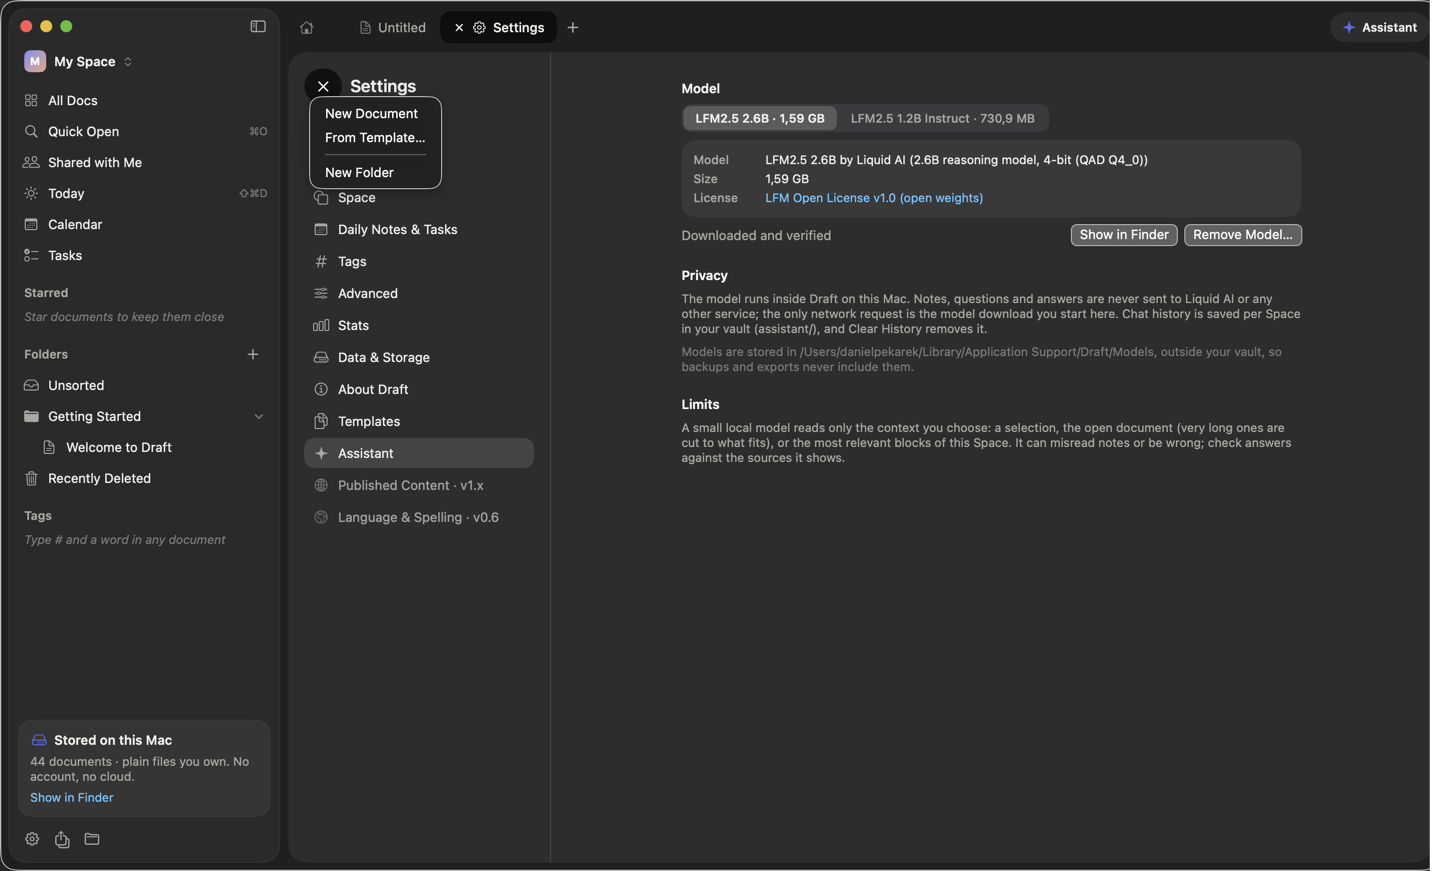 Untitled
Settings
Assistant
M My Space
All Docs
Quick Open ⌘O
Shared with Me
Today ⇧⌘D
Calendar
Tasks
Starred
Star documents to keep them close
Folders
Unsorted
Getting Started
Welcome to Draft
Recently Deleted
Tags
Type # and a word in any document
Stored on this Mac
44 documents · plain files you own. No
account, no cloud.
Show in Finder
Settings
New Document
From Template...
New Folder
Space
Daily Notes & Tasks
Tags
Advanced
Stats
Data & Storage
About Draft
Templates
Assistant
Published Content · v1.x
Language & Spelling · v0.6
Model
LFM2.5 2.6B · 1,59 GB
LFM2.5 1.2B Instruct · 730,9 MB
Model LFM2.5 2.6B by Liquid AI (2.6B reasoning model, 4-bit (QAD Q4_0))
Size 1,59 GB
License LFM Open License v1.0 (open weights)
Downloaded and verified
Show in Finder
Remove Model...
Privacy
The model runs inside Draft on this Mac. Notes, questions and answers are never sent to Liquid AI or any
other service; the only network request is the model download you start here. Chat history is saved per Space
in your vault (assistant/), and Clear History removes it.
Models are stored in /Users/danielpekarek/Library/Application Support/Draft/Models, outside your vault, so
backups and exports never include them.
Limits
A small local model reads only the context you choose: a selection, the open document (very long ones are
cut to what fits), or the most relevant blocks of this Space. It can misread notes or be wrong; check answers
against the sources it shows.